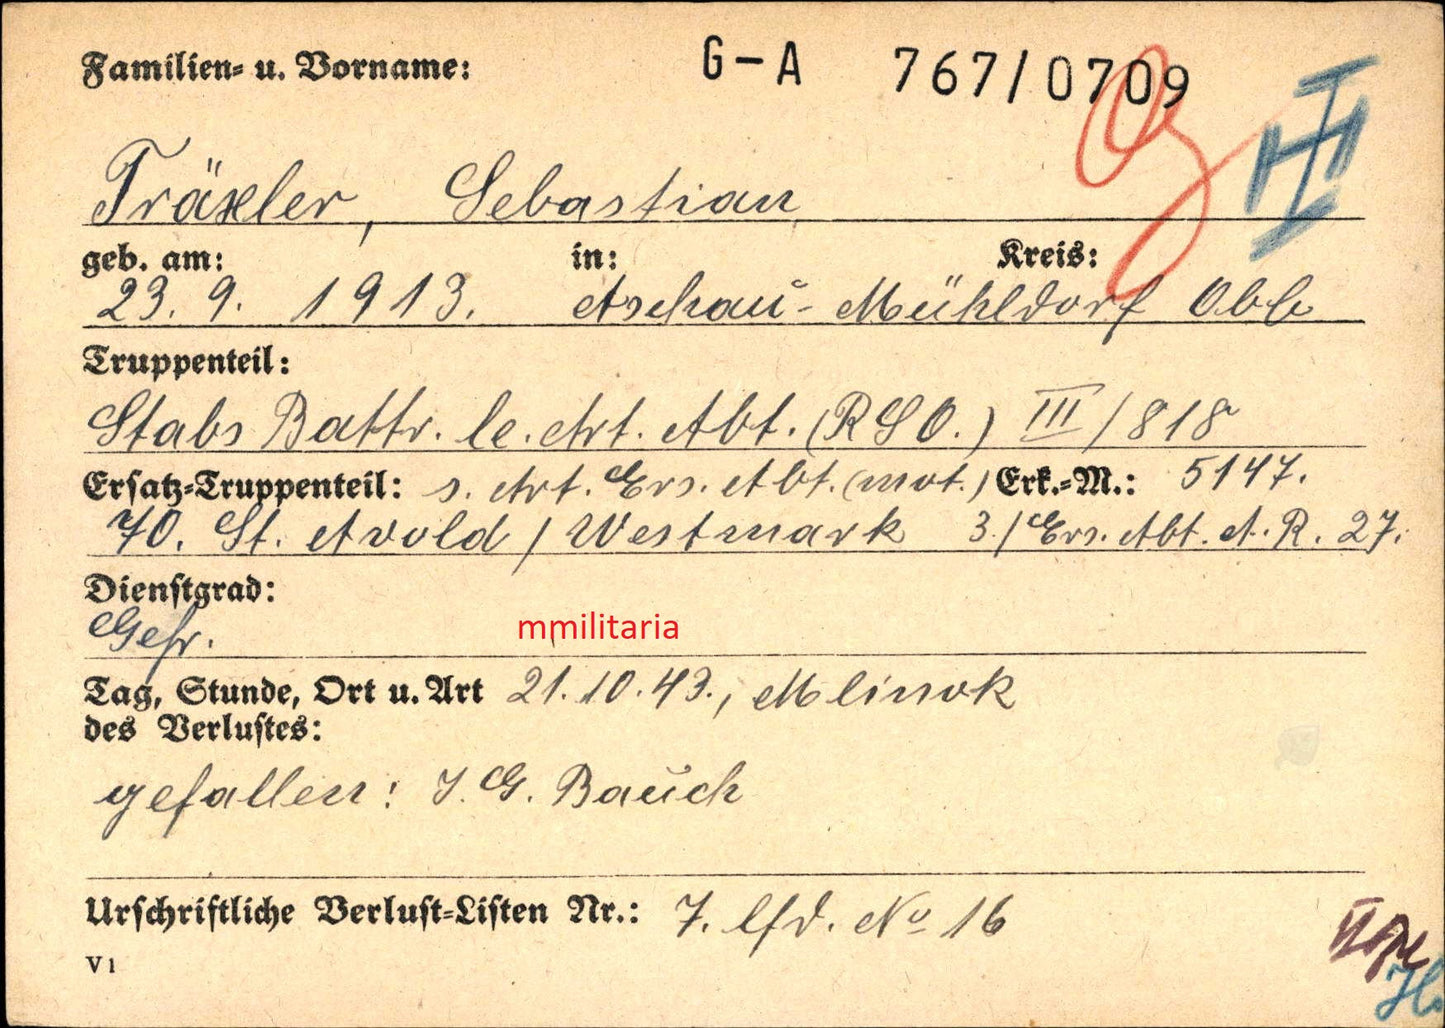 Familien- u. Vorname: G-A 767/0709
Träxler, Sebastian
geb. am: in: Kreis:
23. 9. 1913. Aschau - Mühldorf Obb
Truppenteil:
Stabs Battr. le. Art. Abt. (RSO.) III/818
Ersatz-Truppenteil: s. Art. Ers. Abt. (mot.) Erk.-M.: 5147.
70. St. Avold / Westmark 3./Ers. Abt. A. R. 27.
Dienstgrad:
Gefr.
mmilitaria
Tag, Stunde, Ort u. Art 21.10.43., Mlinok
des Verlustes:
gefallen: I.G. Bauch
Urschriftliche Verlust-Listen Nr.: 7. lfd. No 16
V1